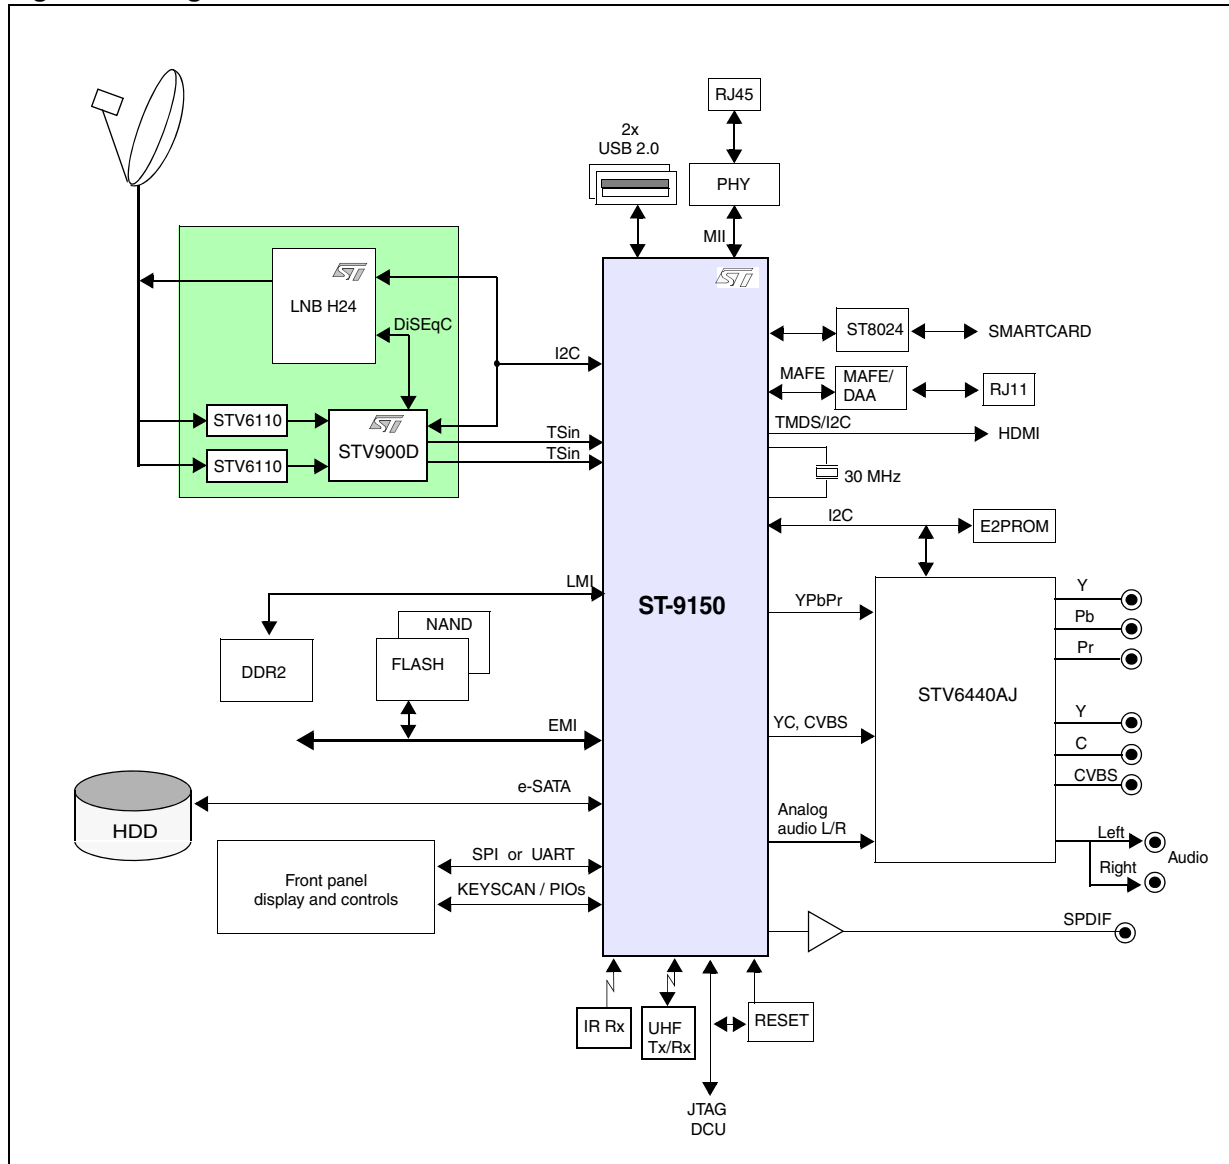 RJ45
2x
USB 2.0
PHY
MII
ST
ST
LNB H24
DiSEqC
I2C
ST8024
SMARTCARD
MAFE
MAFE/
DAA
RJ11
TMDS/I2C
HDMI
STV6110
ST
STV900D
TSin
STV6110
TSin
30 MHz
I2C
E2PROM
LMI
ST-9150
YPbPr
Y
Pb
Pr
NAND
FLASH
DDR2
STV6440AJ
EMI
YC, CVBS
Y
C
CVBS
e-SATA
HDD
Analog
audio L/R
Left
Right
Audio
SPI or UART
Front panel
display and controls
KEYSCAN / PIOs
SPDIF
IR Rx
UHF
Tx/Rx
RESET
JTAG
DCU